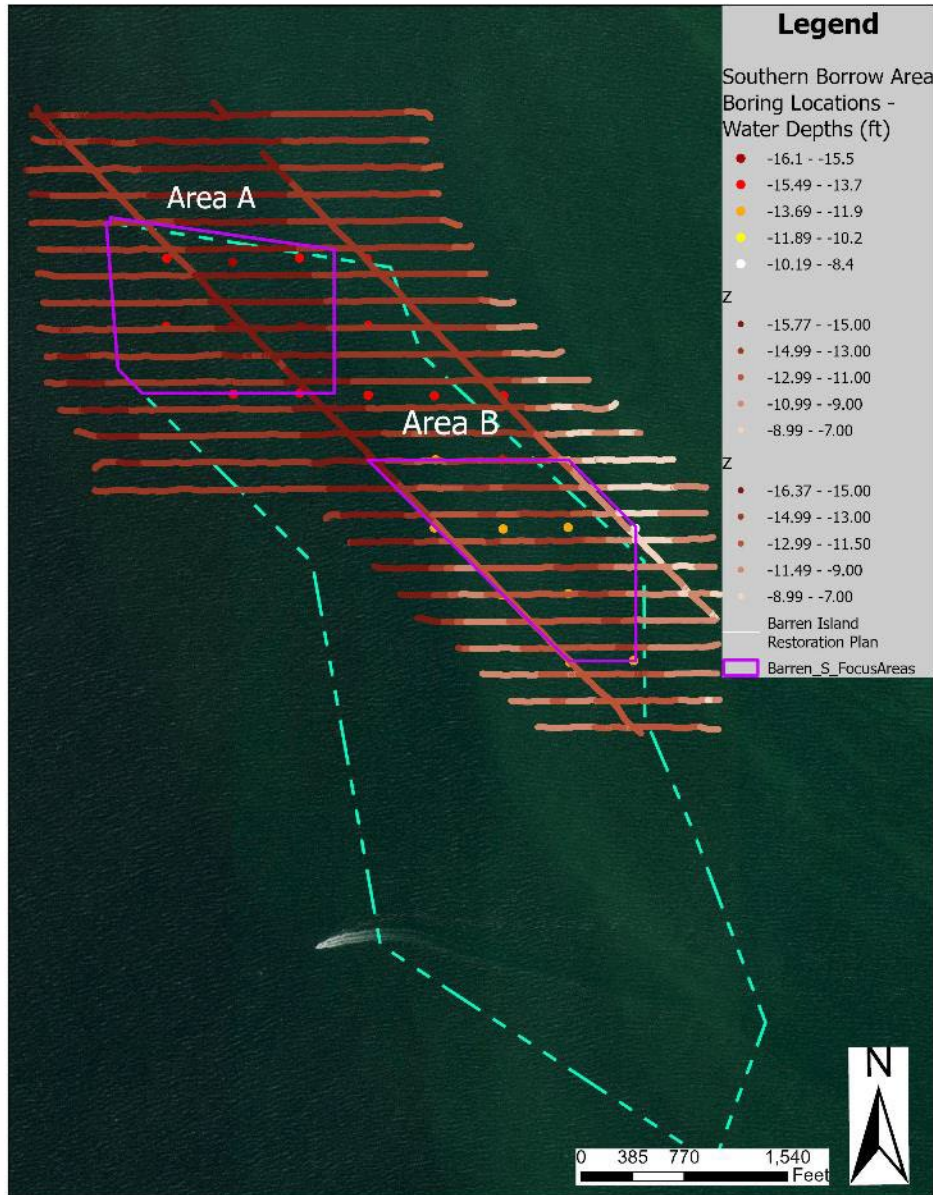 Legend
Southern Borrow Area
Boring Locations -
Water Depths (ft)
-16.1 - -15.5
-15.49 - -13.7
-13.69 - -11.9
-11.89 - -10.2
-10.19 - -8.4
Z
-15.77 - -15.00
-14.99 - -13.00
-12.99 - -11.00
-10.99 - -9.00
-8.99 - -7.00
Z
-16.37 - -15.00
-14.99 - -13.00
-12.99 - -11.50
-11.49 - -9.00
-8.99 - -7.00
Barren Island
Restoration Plan
Barren_S_FocusAreas
Area A
Area B
N
0 385 770 1,540
Feet